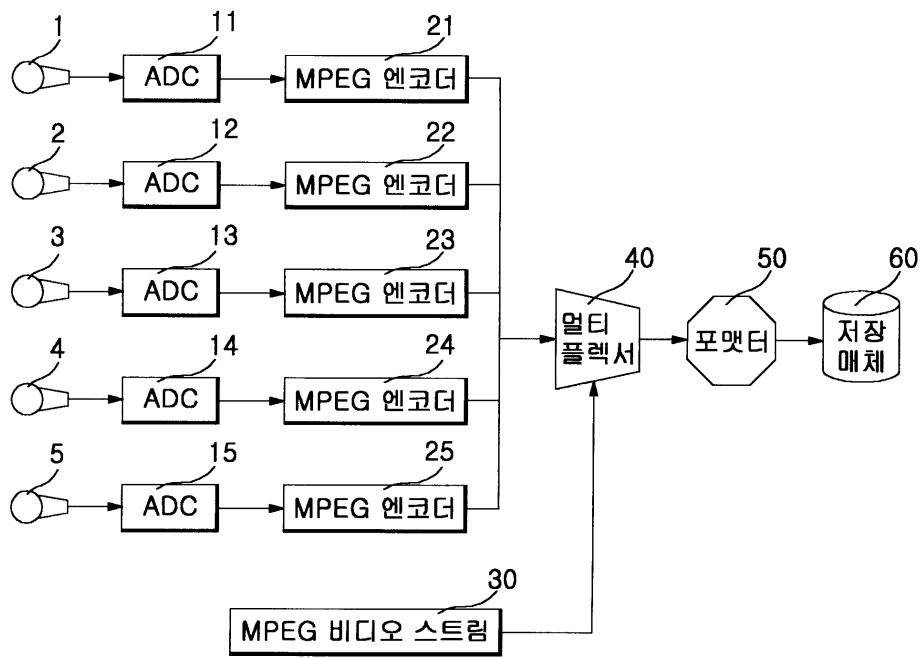 1 11 21
ADC MPEG 엔코더
2 12 22
ADC MPEG 엔코더
3 13 23
ADC MPEG 엔코더
4 14 24
ADC MPEG 엔코더
5 15 25
ADC MPEG 엔코더
40 50 60
멀티
플렉서
포맷터
저장
매체
30
MPEG 비디오 스트림